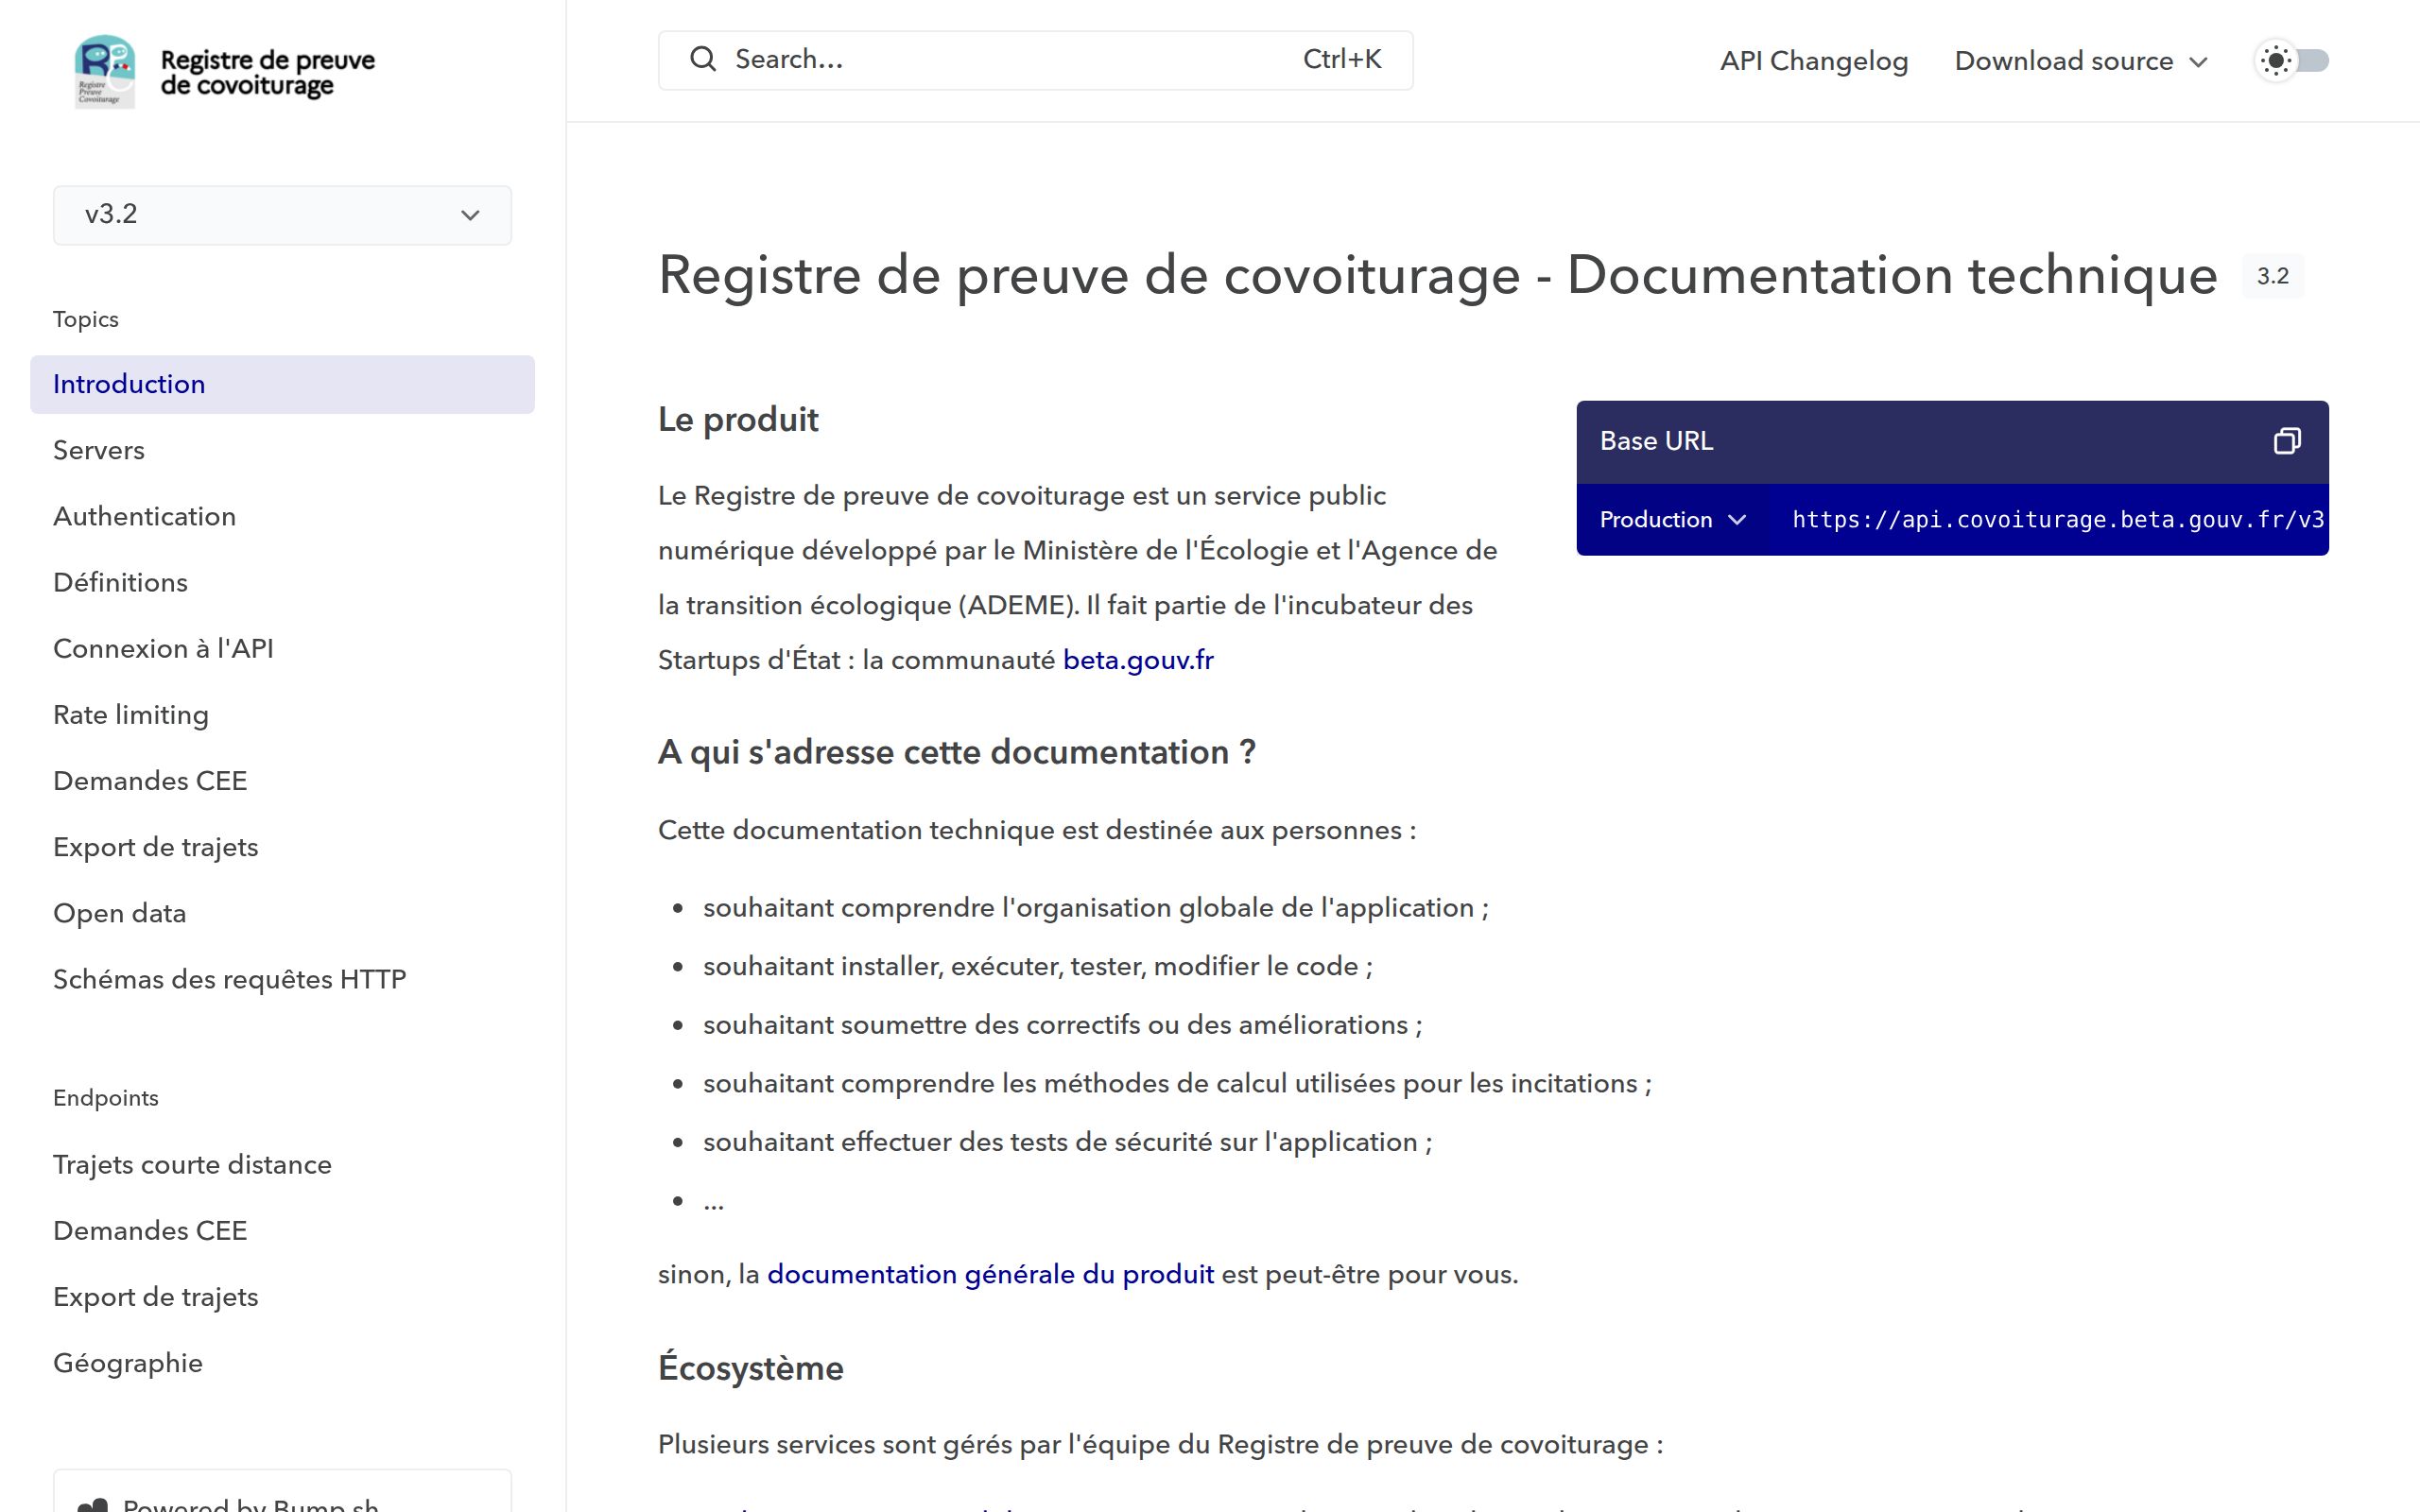 Registre de preuve
de covoiturage
Registre
Preuve
Covoiturage
Search...
Ctrl+K
API Changelog
Download source
v3.2
Topics
Introduction
Servers
Authentication
Définitions
Connexion à l'API
Rate limiting
Demandes CEE
Export de trajets
Open data
Schémas des requêtes HTTP
Endpoints
Trajets courte distance
Demandes CEE
Export de trajets
Géographie
Powered by Bump.sh
Registre de preuve de covoiturage - Documentation technique 3.2
Le produit
Le Registre de preuve de covoiturage est un service public
numérique développé par le Ministère de l'Écologie et l'Agence de
la transition écologique (ADEME). Il fait partie de l'incubateur des
Startups d'État : la communauté beta.gouv.fr
Base URL
Production https://api.covoiturage.beta.gouv.fr/v3
A qui s'adresse cette documentation ?
Cette documentation technique est destinée aux personnes :
• souhaitant comprendre l'organisation globale de l'application ;
• souhaitant installer, exécuter, tester, modifier le code ;
• souhaitant soumettre des correctifs ou des améliorations ;
• souhaitant comprendre les méthodes de calcul utilisées pour les incitations ;
• souhaitant effectuer des tests de sécurité sur l'application ;
• ...
sinon, la documentation générale du produit est peut-être pour vous.
Écosystème
Plusieurs services sont gérés par l'équipe du Registre de preuve de covoiturage :